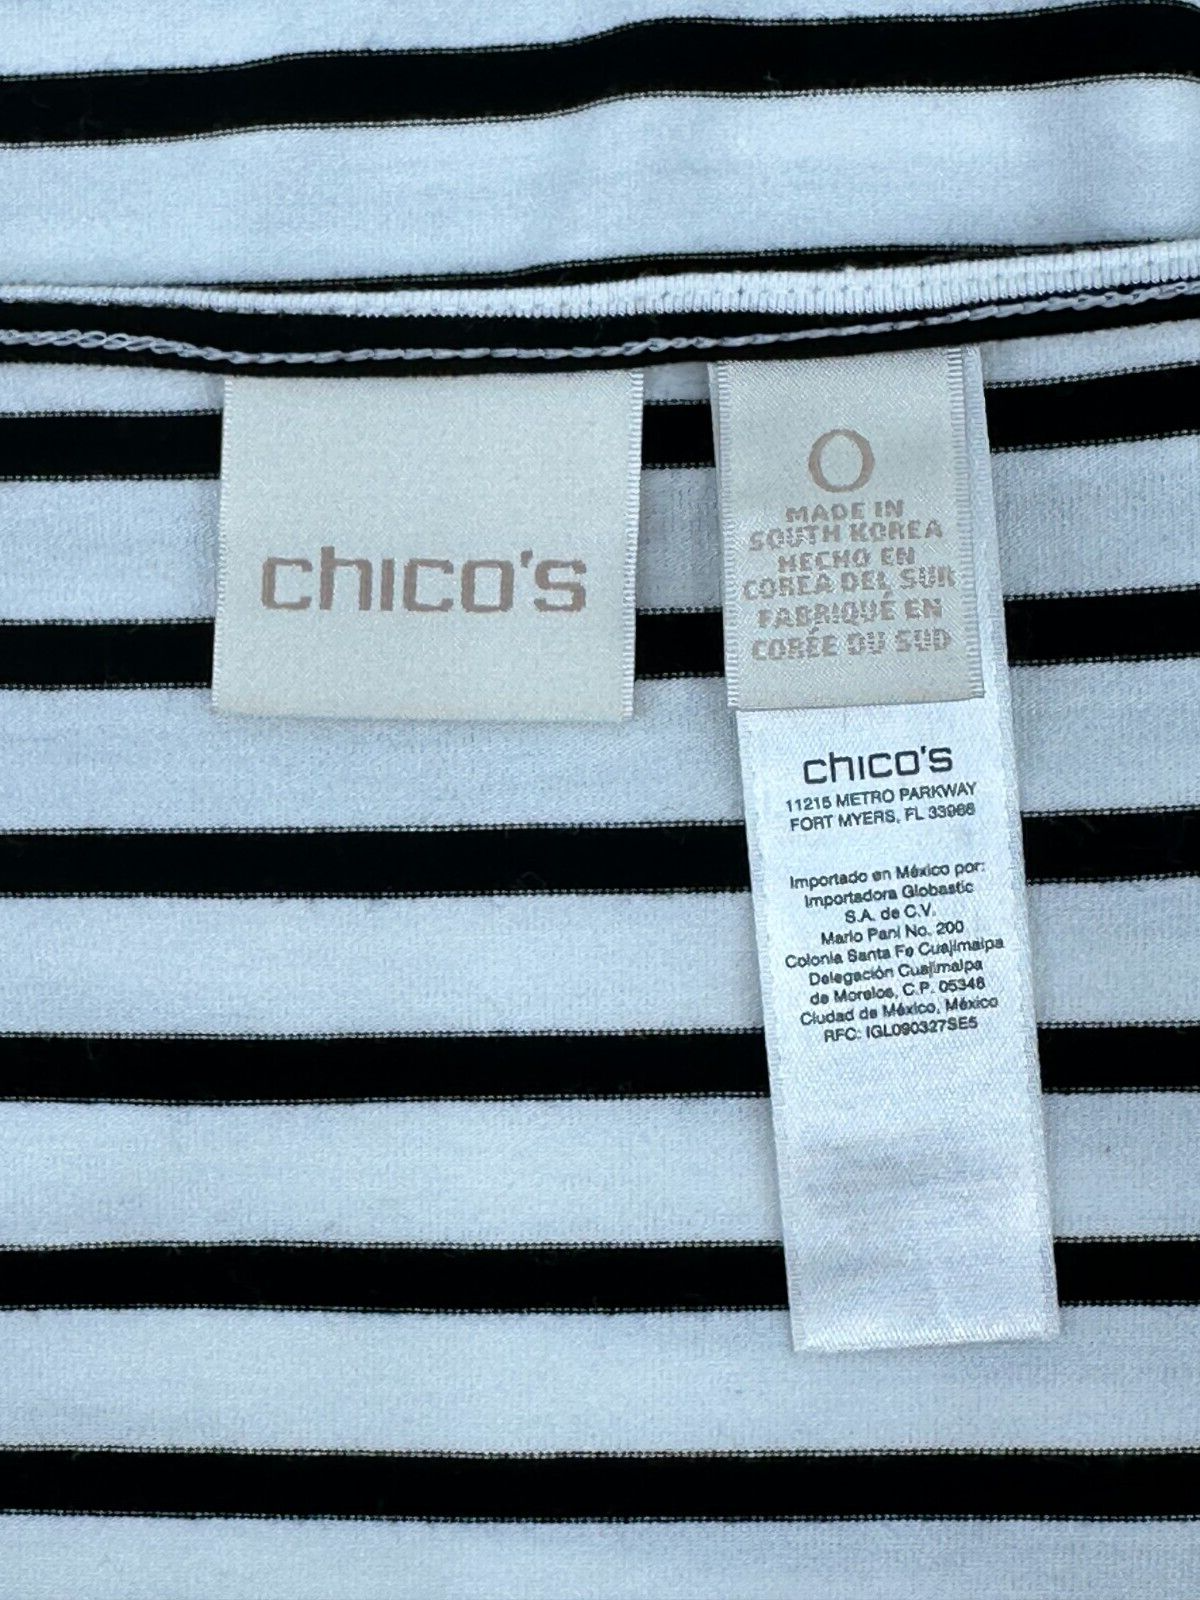 chico's
0
MADE IN
SOUTH KOREA
HECHO EN
COREA DEL SUR
FABRIQUÉ EN
CORÉE DU SUD
chico's
11215 METRO PARKWAY
FORT MYERS, FL 33966
Importado en México por:
Importadora Globastic
S.A. de C.V.
Mario Pani No. 200
Colonia Santa Fe Cuajimalpa
Delegación Cuajimalpa
de Morelos, C.P. 05348
Ciudad de México, México
RFC: IGL090327SE5